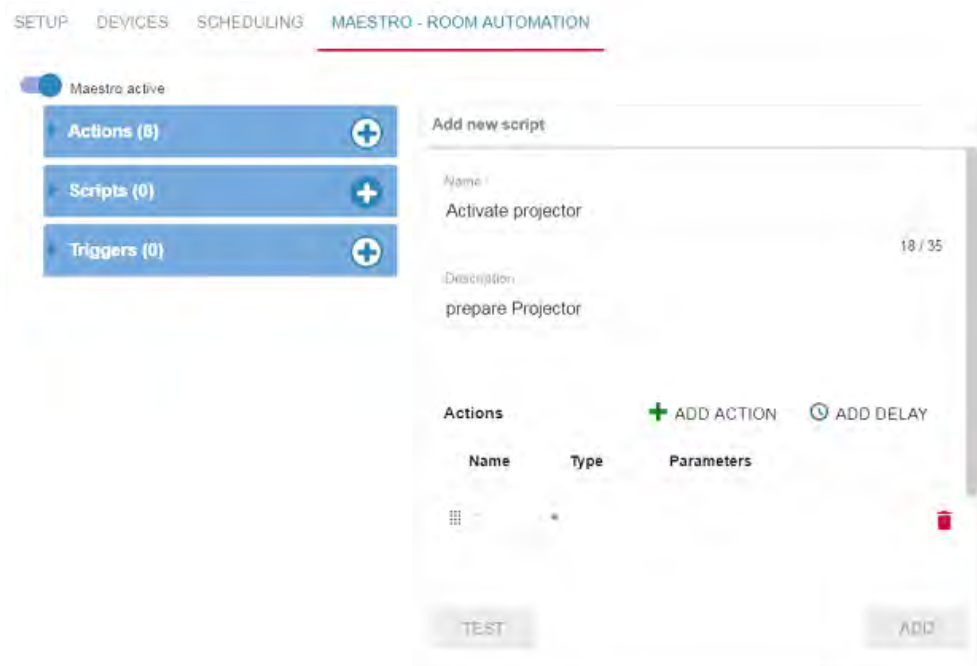 SETUP DEVICES SCHEDULING MAESTRO - ROOM AUTOMATION
Maestro active
Actions (8)
Scripts (0)
Triggers (0)
Add new script
Name
Activate projector
18 / 35
Description
prepare Projector
Actions ADD ACTION ADD DELAY
Name Type Parameters
TEST ADD